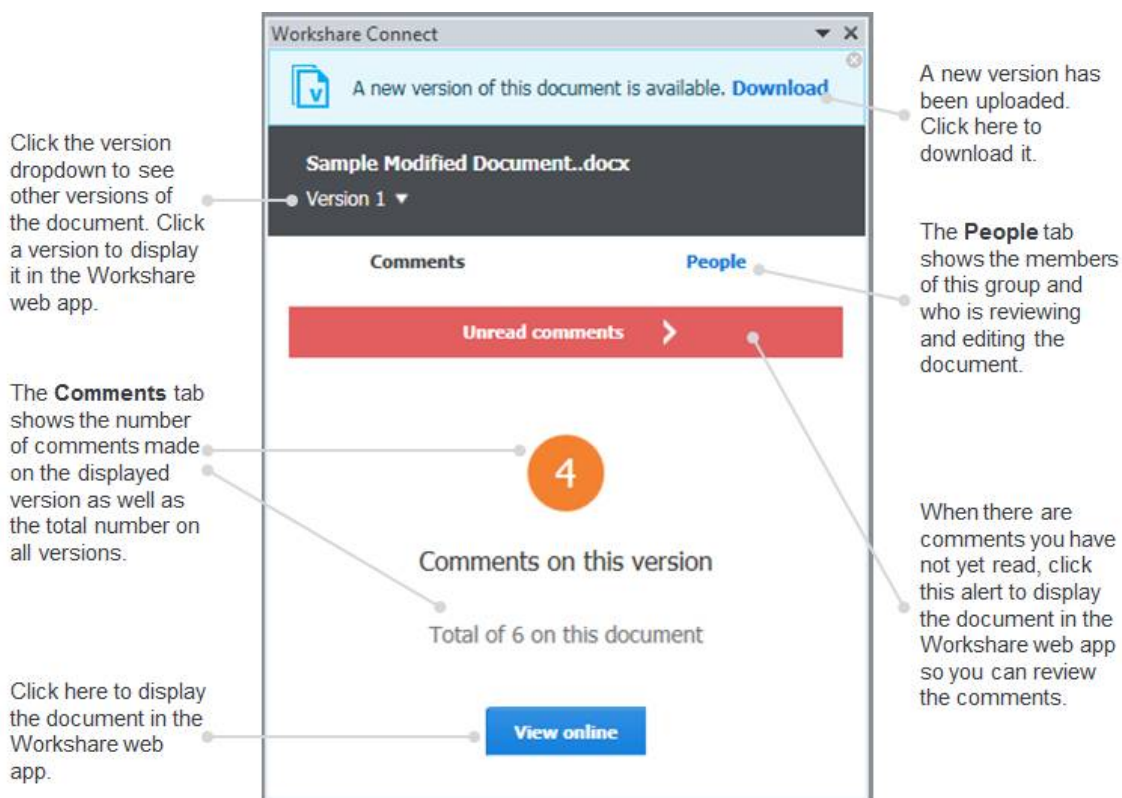 Workshare Connect
A new version of this document is available. Download
Sample Modified Document..docx
Version 1
Comments
People
Unread comments
4
Comments on this version
Total of 6 on this document
View online
Click the version
dropdown to see
other versions of
the document. Click
a version to display
it in the Workshare
web app.
The Comments tab
shows the number
of comments made
on the displayed
version as well as
the total number on
all versions.
Click here to display
the document in the
Workshare web
app.
A new version has
been uploaded.
Click here to
download it.
The People tab
shows the members
of this group and
who is reviewing
and editing the
document.
When there are
comments you have
not yet read, click
this alert to display
the document in the
Workshare web app
so you can review
the comments.